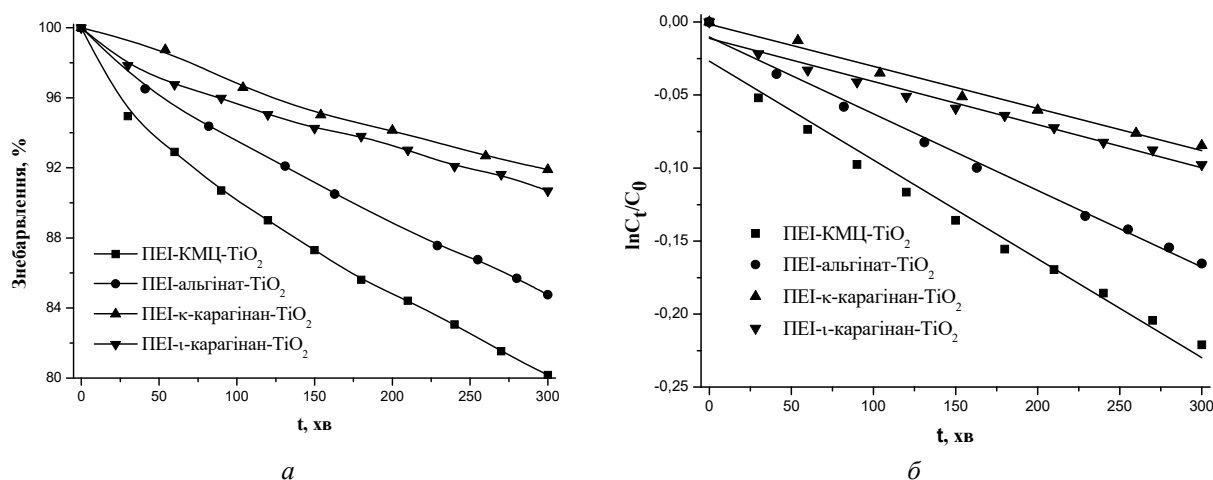 Знебарвлення, %
100
96
92
88
84
80
ПЕІ-КМЦ-TiO2
ПЕІ-альгінат-TiO2
ПЕІ-κ-карагінан-TiO2
ПЕІ-ι-карагінан-TiO2
0 50 100 150 200 250 300
t, хв
а
lnCt/C0
0,00
-0,05
-0,10
-0,15
-0,20
-0,25
ПЕІ-КМЦ-TiO2
ПЕІ-альгінат-TiO2
ПЕІ-κ-карагінан-TiO2
ПЕІ-ι-карагінан-TiO2
0 50 100 150 200 250 300
t, хв
б